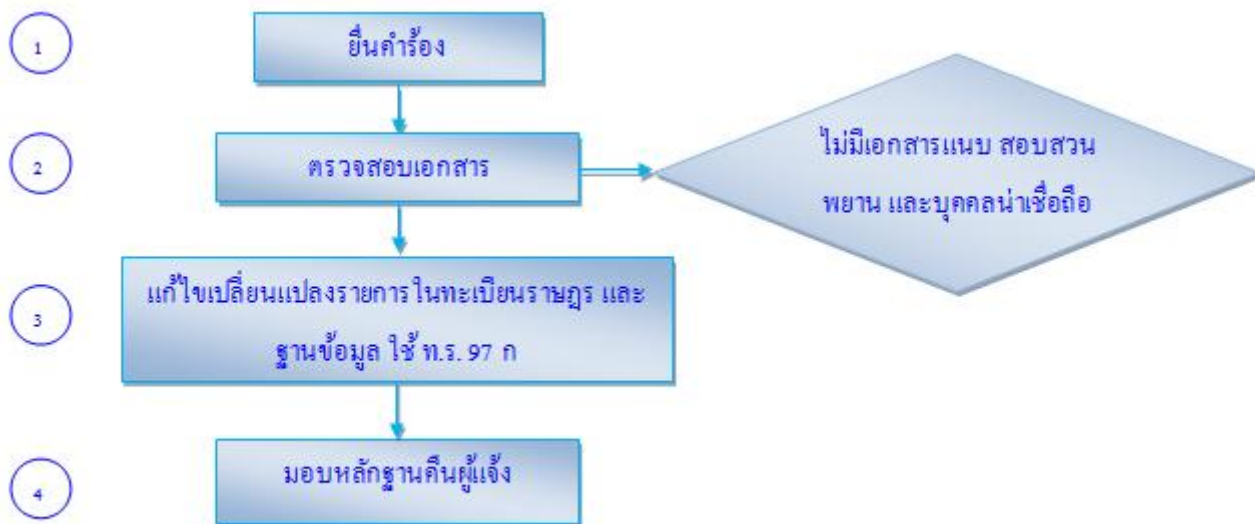 1
ยื่นคำร้อง
2
ตรวจสอบเอกสาร
ไม่มีเอกสารแนบ สอบสวน
พยาน และบุคคลน่าเชื่อถือ
3
แก้ไขเปลี่ยนแปลงรายการในทะเบียนราษฎร และ
ฐานข้อมูล ใช้ ท.ร. 97 ก
4
มอบหลักฐานคืนผู้แจ้ง